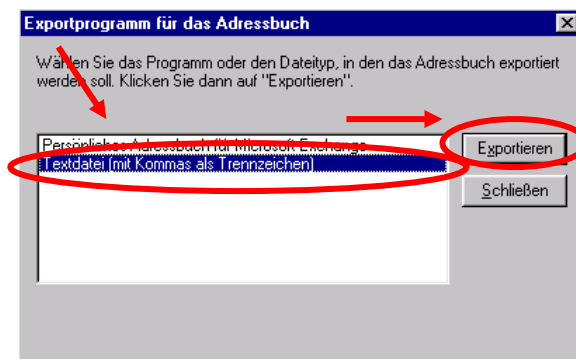 Exportprogramm für das Adressbuch
Wählen Sie das Programm oder den Dateityp, in den das Adressbuch exportiert
werden soll. Klicken Sie dann auf "Exportieren".
Persönliches Adressbuch für Microsoft Exchange
Textdatei (mit Kommas als Trennzeichen)
Exportieren
Schließen